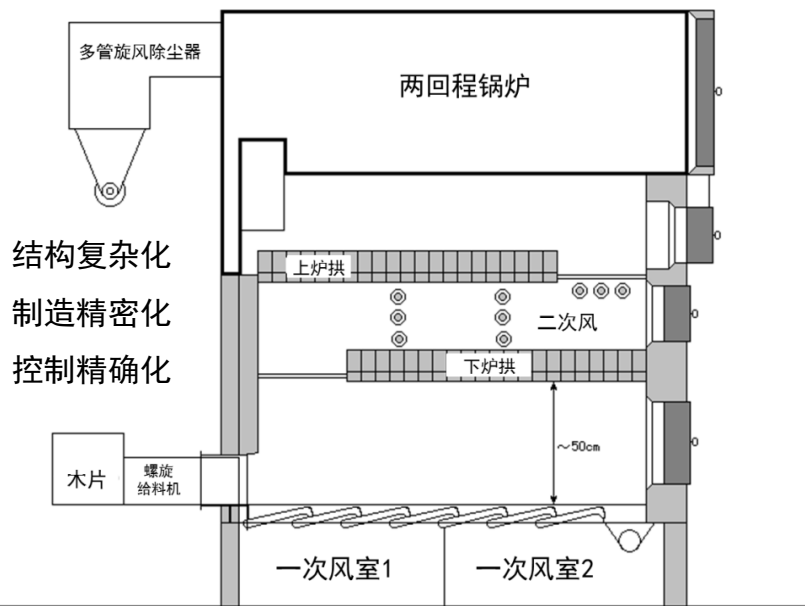 多管旋风除尘器
两回程锅炉
结构复杂化
制造精密化
控制精确化
上炉拱
二次风
下炉拱
～50cm
木片
螺旋
给料机
一次风室1
一次风室2